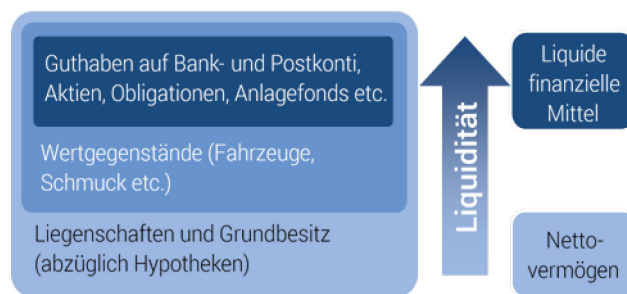 Guthaben auf Bank- und Postkonti,
Aktien, Obligationen, Anlagefonds etc.
Wertgegenstände (Fahrzeuge,
Schmuck etc.)
Liegenschaften und Grundbesitz
(abzüglich Hypotheken)
Liquidität
Liquide
finanzielle
Mittel
Netto-
vermögen